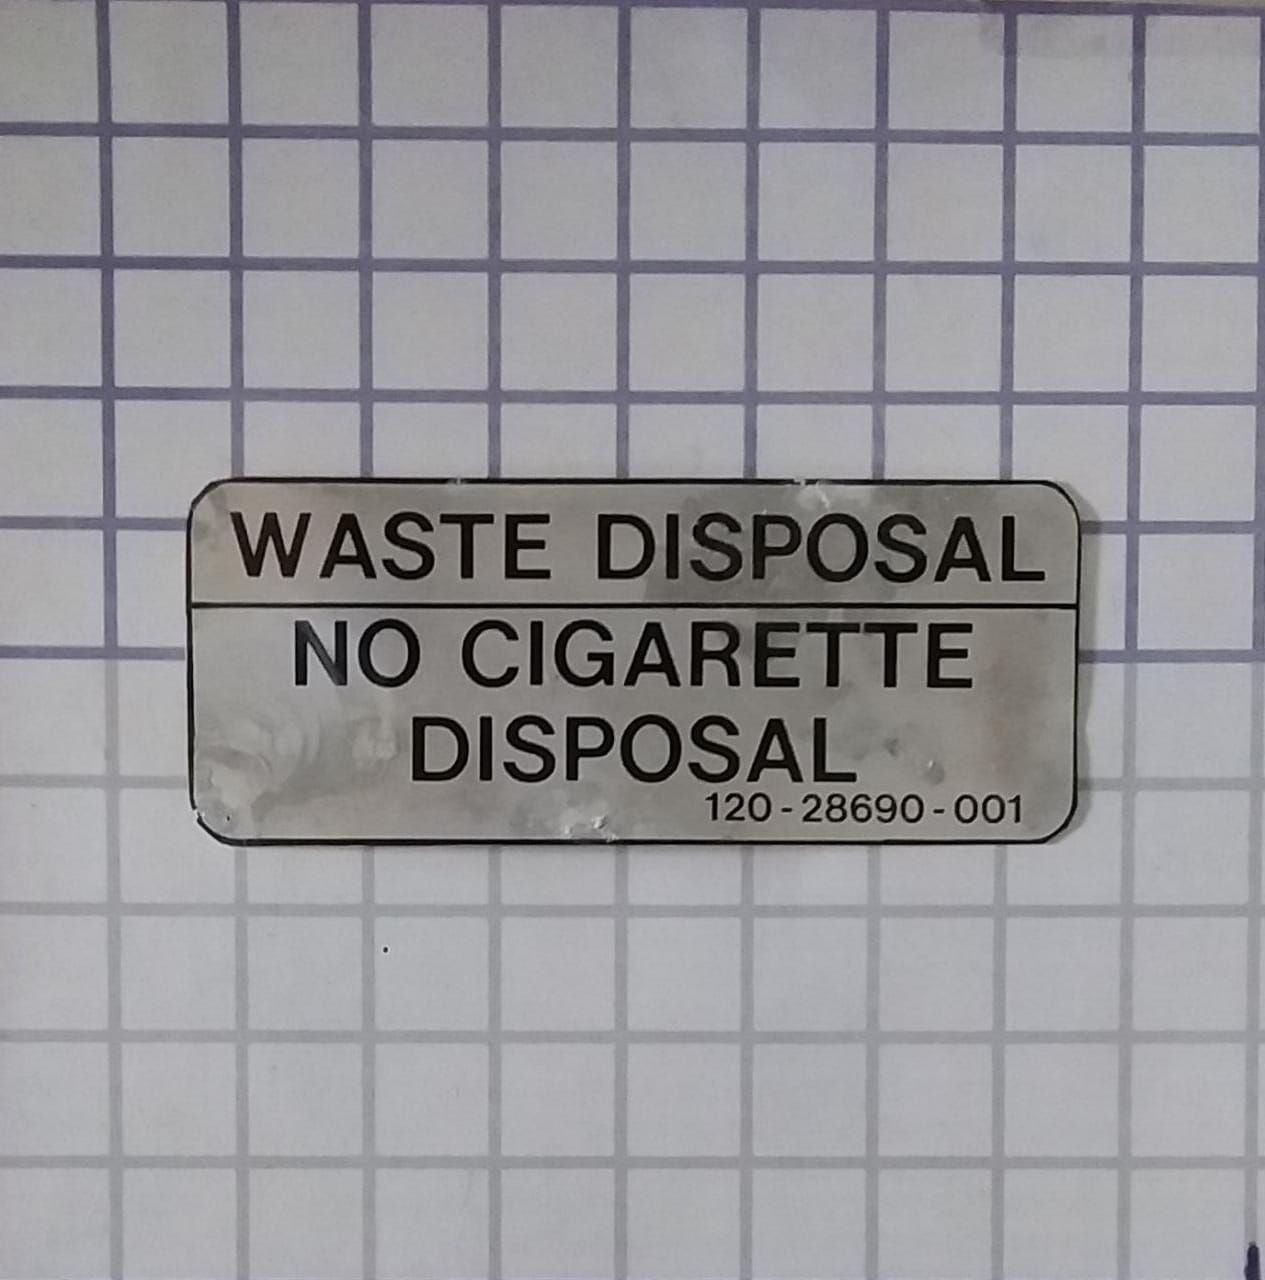 WASTE DISPOSAL
NO CIGARETTE
DISPOSAL
120-28690-001